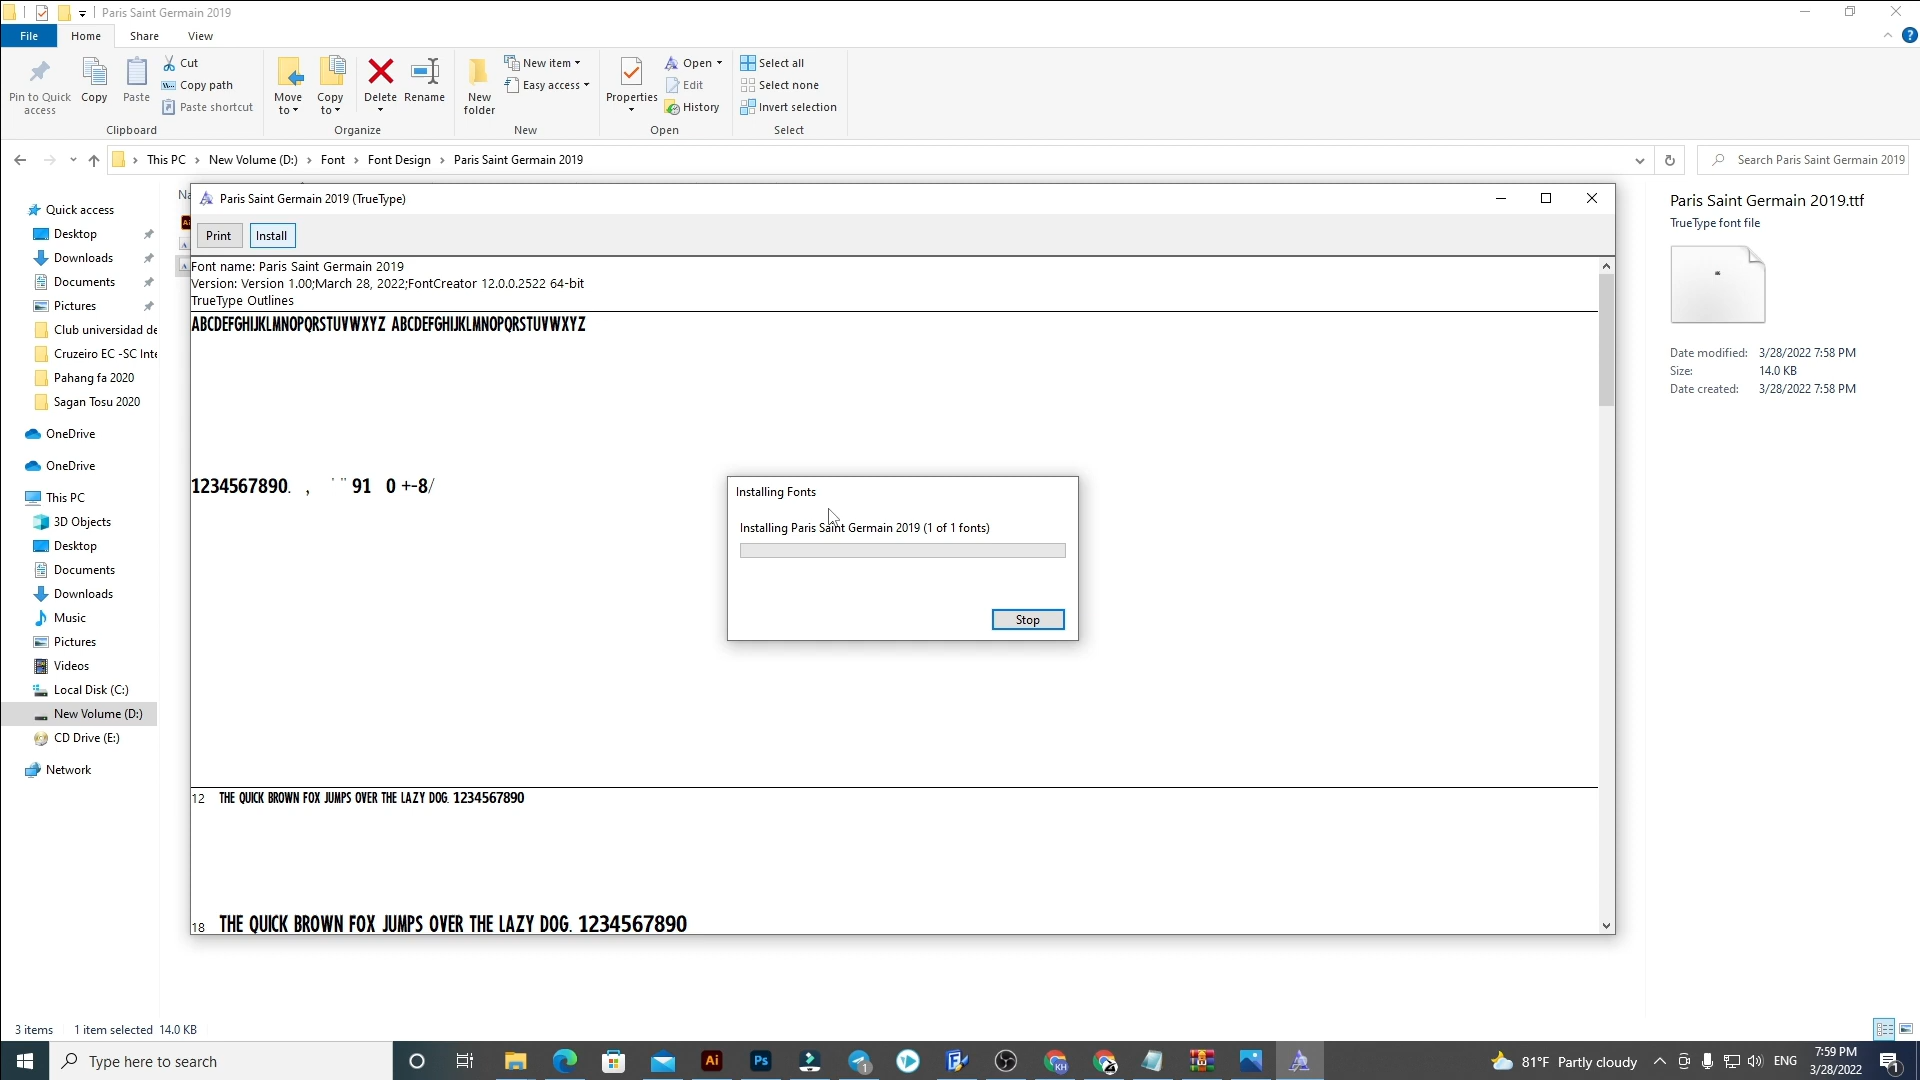 Paris Saint Germain 2019
File
Home
Share
View
Pin to Quick
access
Copy
Paste
Cut
Copy path
Paste shortcut
Clipboard
Move
to
Copy
to
Delete
Rename
Organize
New
folder
New item
Easy access
New
Properties
Open
Edit
History
Open
Select all
Select none
Invert selection
Select
This PC
New Volume (D:)
Font
Font Design
Paris Saint Germain 2019
Search Paris Saint Germain 2019
Quick access
Desktop
Downloads
Documents
Pictures
Club universidad de
Cruzeiro EC -SC Inte
Pahang fa 2020
Sagan Tosu 2020
OneDrive
OneDrive
This PC
3D Objects
Desktop
Documents
Downloads
Music
Pictures
Videos
Local Disk (C:)
New Volume (D:)
CD Drive (E:)
Network
Na
Paris Saint Germain 2019 (TrueType)
Print
Install
Font name: Paris Saint Germain 2019
Version: Version 1.00;March 28, 2022;FontCreator 12.0.0.2522 64-bit
TrueType Outlines
ABCDEFGHIJKLMNOPQRSTUVWXYZ ABCDEFGHIJKLMNOPQRSTUVWXYZ
1234567890. , ' '' 91 0 +-8/
12 THE QUICK BROWN FOX JUMPS OVER THE LAZY DOG. 1234567890
18 THE QUICK BROWN FOX JUMPS OVER THE LAZY DOG. 1234567890
Installing Fonts
Installing Paris Saint Germain 2019 (1 of 1 fonts)
Stop
Paris Saint Germain 2019.ttf
TrueType font file
Date modified: 3/28/2022 7:58 PM
Size: 14.0 KB
Date created: 3/28/2022 7:58 PM
3 items
1 item selected 14.0 KB
Type here to search
Ai
Ps
1
KH
81°F Partly cloudy
ENG
7:59 PM
3/28/2022
1